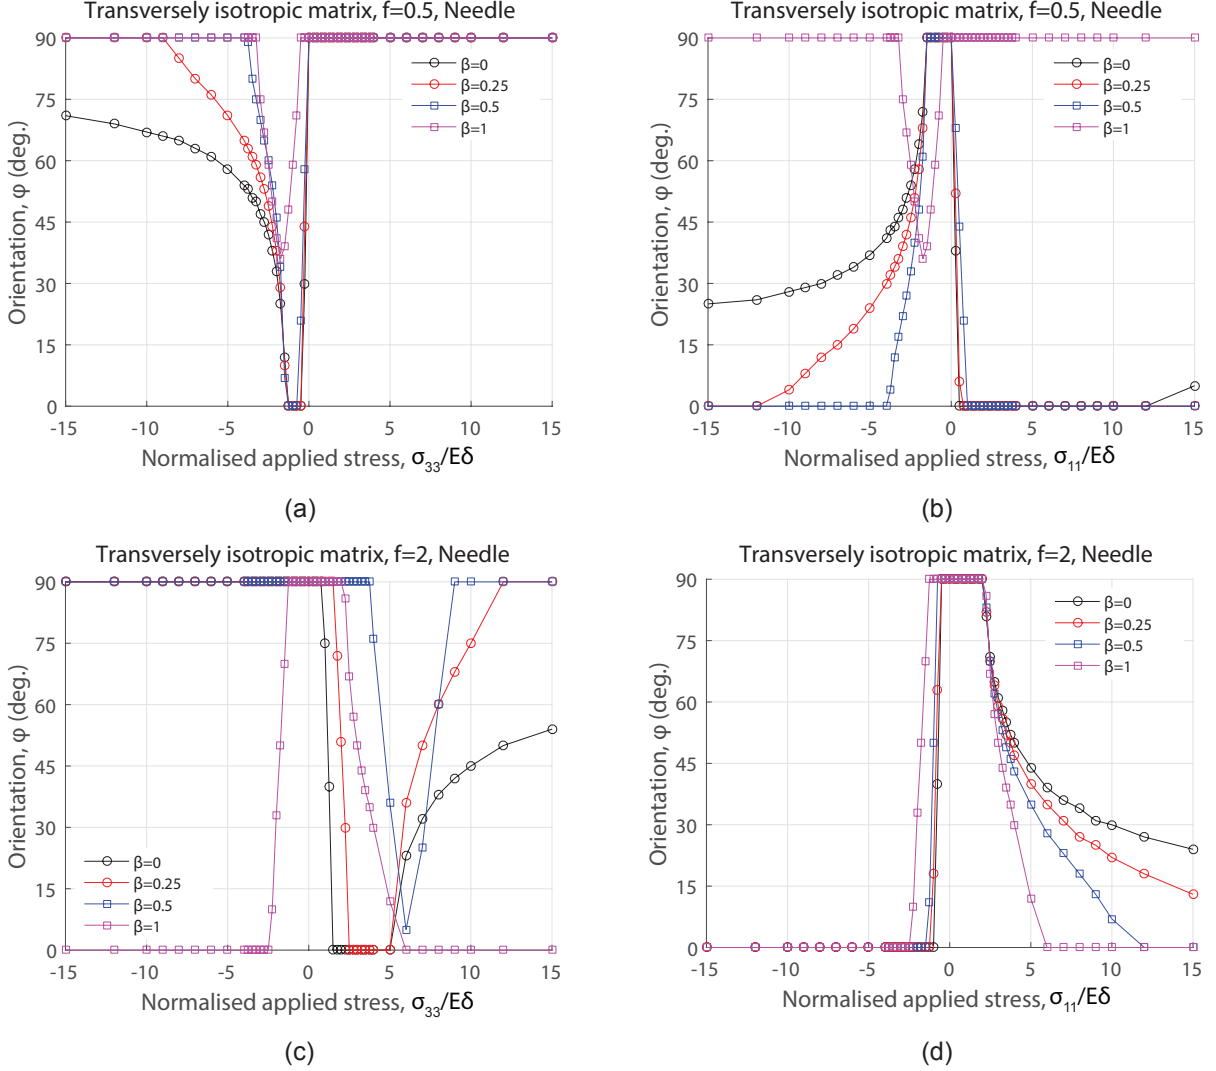 Transversely isotropic matrix, f=0.5, Needle
90
75
60
45
30
15
0
Orientation, φ (deg.)
β=0
β=0.25
β=0.5
β=1
-15 -10 -5 0 5 10 15
Normalised applied stress, σ33/Eδ
(a)
Transversely isotropic matrix, f=0.5, Needle
90
75
60
45
30
15
0
Orientation, φ (deg.)
β=0
β=0.25
β=0.5
β=1
-15 -10 -5 0 5 10 15
Normalised applied stress, σ11/Eδ
(b)
Transversely isotropic matrix, f=2, Needle
90
75
60
45
30
15
0
Orientation, φ (deg.)
β=0
β=0.25
β=0.5
β=1
-15 -10 -5 0 5 10 15
Normalised applied stress, σ33/Eδ
(c)
Transversely isotropic matrix, f=2, Needle
90
75
60
45
30
15
0
Orientation, φ (deg.)
β=0
β=0.25
β=0.5
β=1
-15 -10 -5 0 5 10 15
Normalised applied stress, σ11/Eδ
(d)